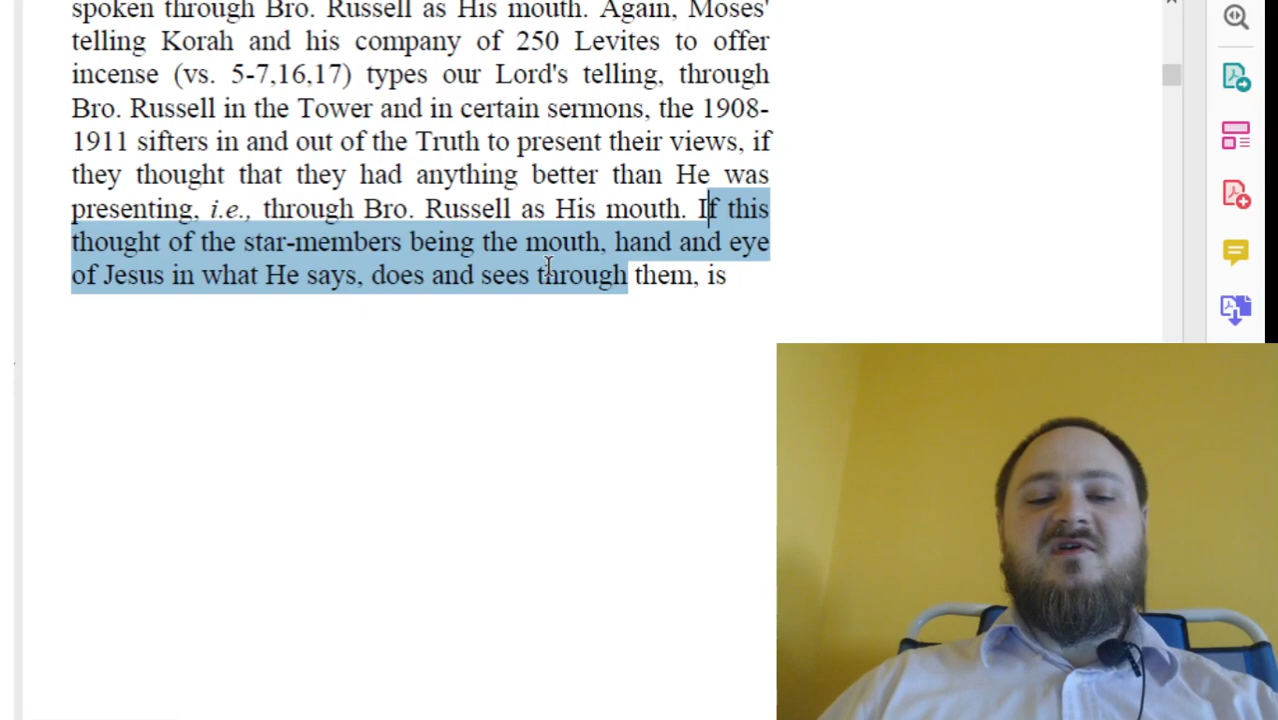 spoken through Bro. Russell as His mouth. Again, Moses'
telling Korah and his company of 250 Levites to offer
incense (vs. 5-7,16,17) types our Lord's telling, through
Bro. Russell in the Tower and in certain sermons, the 1908-
1911 sifters in and out of the Truth to present their views, if
they thought that they had anything better than He was
presenting, i.e., through Bro. Russell as His mouth. If this
thought of the star-members being the mouth, hand and eye
of Jesus in what He says, does and sees through them, is